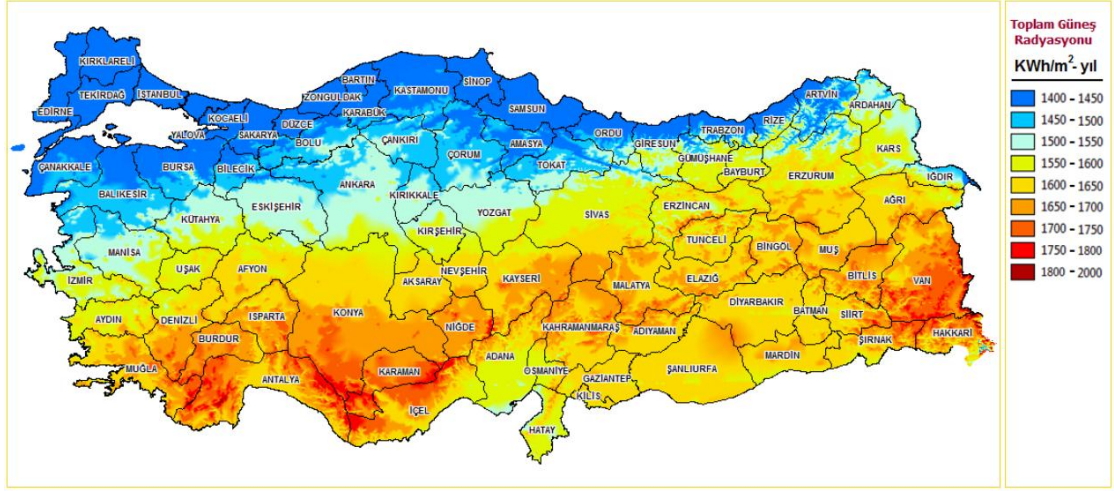 KIRKLARELİ
TEKİRDAĞ
İSTANBUL
EDİRNE
KOCAELİ
YALOVA
SAKARYA
DÜZCE
BOLU
ZONGULDAK
BARTIN
KARABÜK
KASTAMONU
SİNOP
SAMSUN
ORDU
GİRESUN
TRABZON
RİZE
ARTVİN
ARDAHAN
KARS
IĞDIR
ÇANAKKALE
BALIKESİR
BURSA
BİLECİK
ÇANKIRI
ÇORUM
AMASYA
TOKAT
GÜMÜŞHANE
BAYBURT
ERZURUM
AĞRI
KÜTAHYA
ESKİŞEHİR
ANKARA
KIRIKKALE
YOZGAT
SİVAS
ERZİNCAN
KIRŞEHİR
TUNCELİ
BİNGÖL
MUŞ
MANİSA
İZMİR
UŞAK
AFYON
AKSARAY
NEVŞEHİR
KAYSERİ
MALATYA
ELAZIĞ
BİTLİS
VAN
AYDIN
DENİZLİ
ISPARTA
BURDUR
KONYA
NİĞDE
KAHRAMANMARAŞ
ADIYAMAN
DİYARBAKIR
BATMAN
SİİRT
ŞIRNAK
HAKKARİ
MUĞLA
ANTALYA
KARAMAN
İÇEL
ADANA
OSMANİYE
GAZİANTEP
KİLİS
ŞANLIURFA
MARDİN
HATAY
Toplam Güneş
Radyasyonu
KWh/m²- yıl
1400 - 1450
1450 - 1500
1500 - 1550
1550 - 1600
1600 - 1650
1650 - 1700
1700 - 1750
1750 - 1800
1800 - 2000